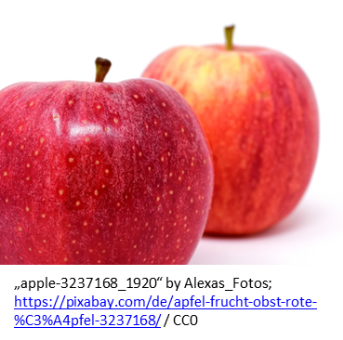 „apple-3237168_1920“ by Alexas_Fotos;
https://pixabay.com/de/apfel-frucht-obst-rote-
%C3%A4pfel-3237168/ / CC0